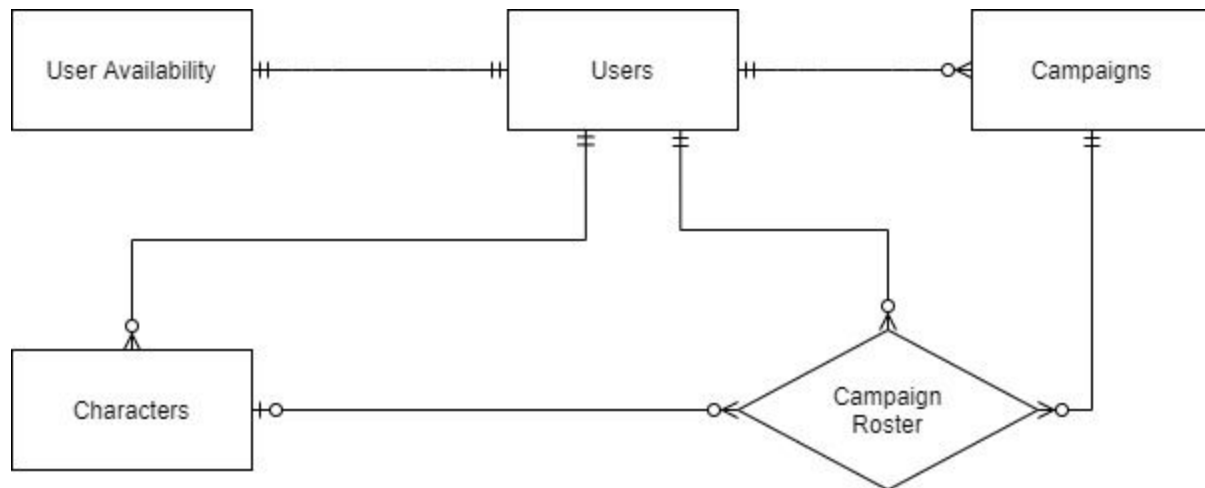 User Availability
Users
Campaigns
Characters
Campaign
Roster